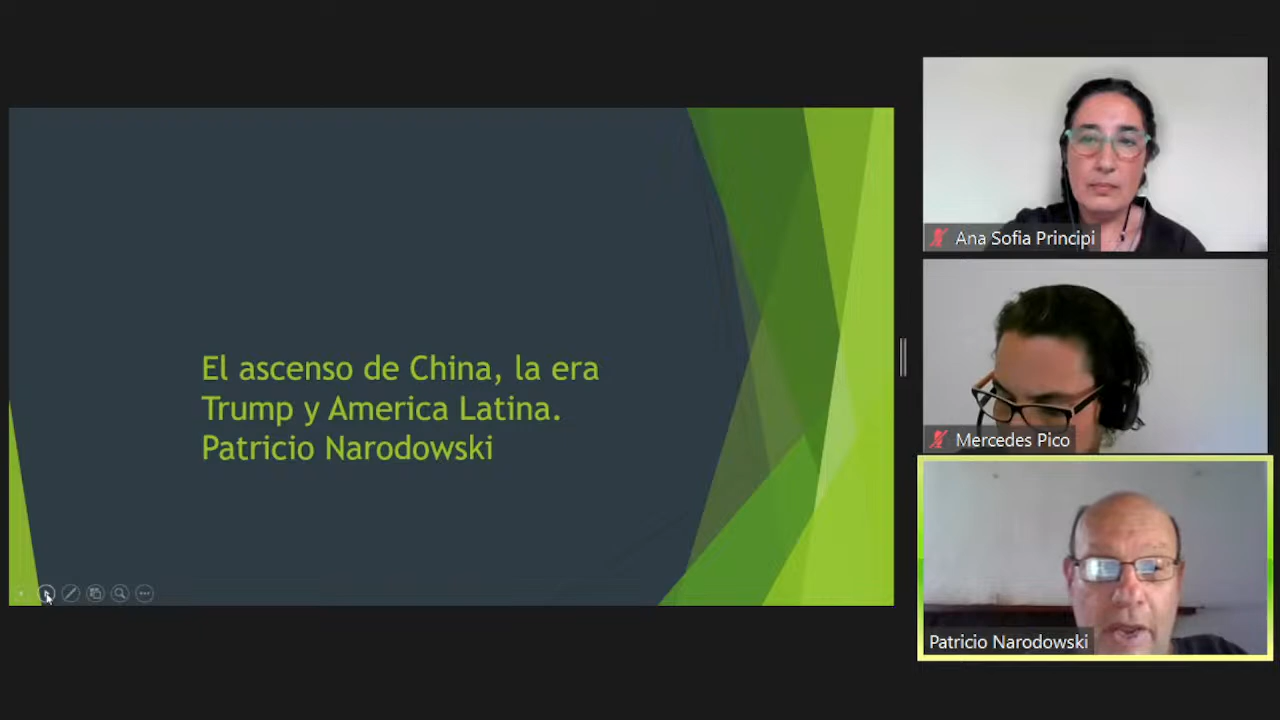 El ascenso de China, la era
Trump y America Latina.
Patricio Narodowski
Ana Sofia Principi
Mercedes Pico
Patricio Narodowski